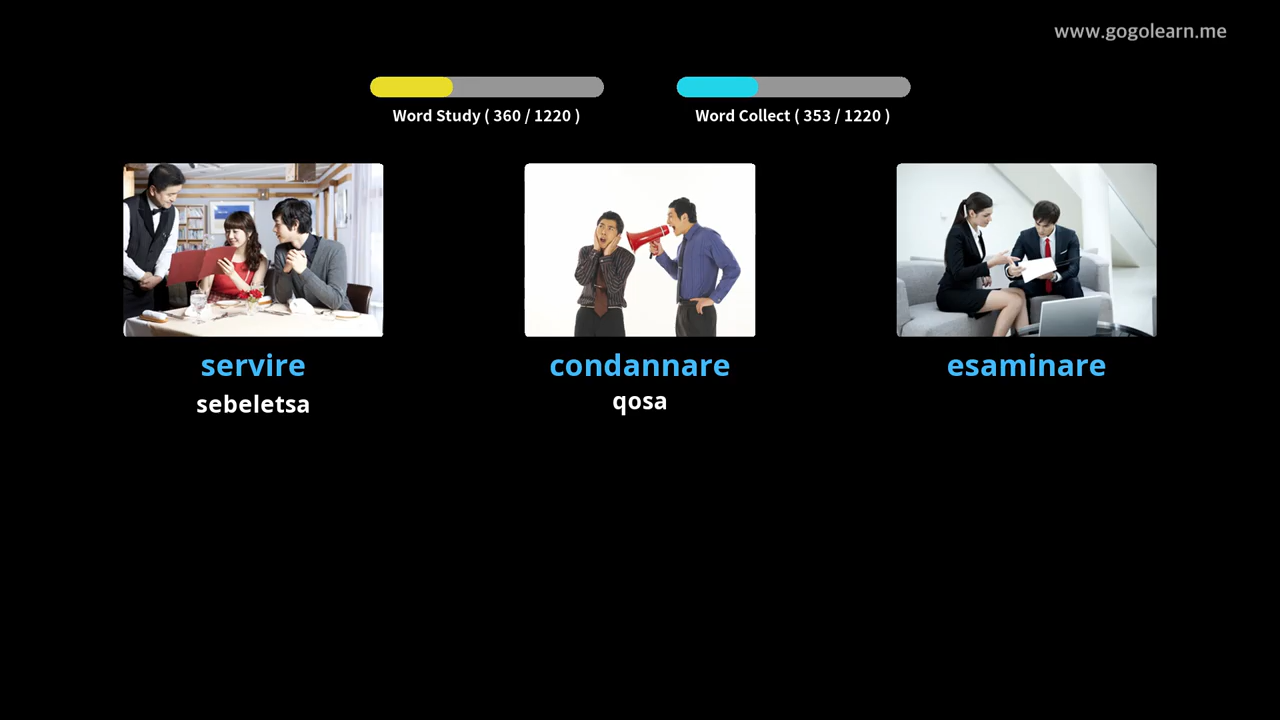 www.gogolearn.me
Word Study ( 360 / 1220 )
Word Collect ( 353 / 1220 )
servire
condannare
esaminare
sebeletsa
qosa